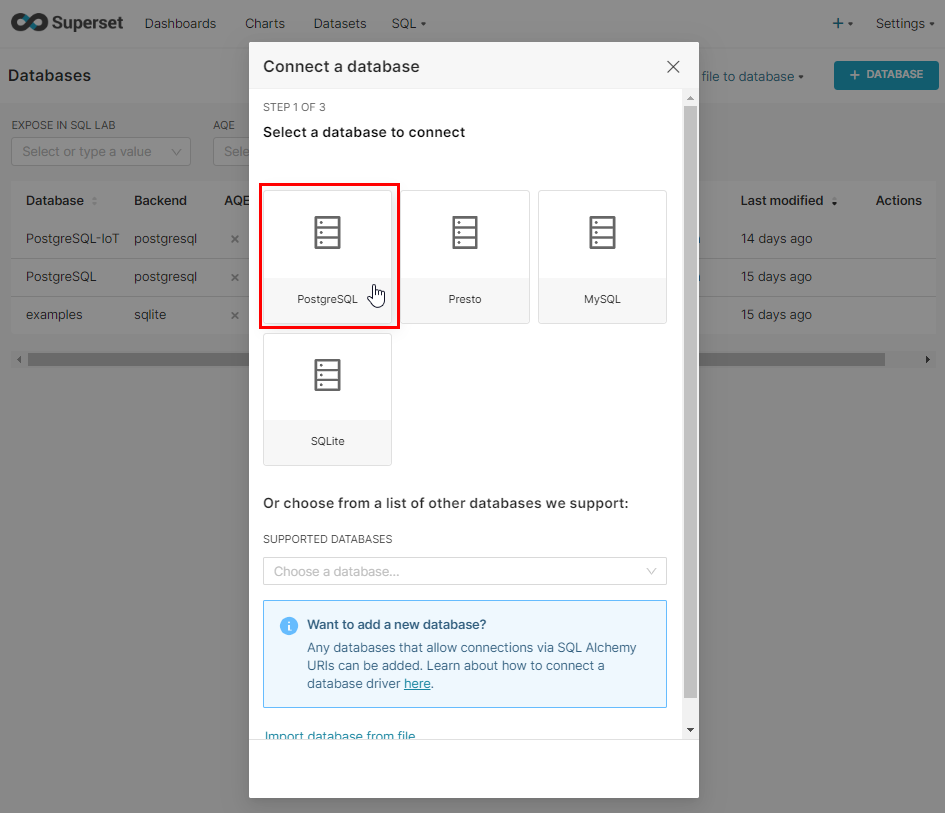 Superset
Dashboards
Charts
Datasets
SQL
+
Settings
Databases
file to database
+ DATABASE
EXPOSE IN SQL LAB
AQE
Select or type a value
Database
Backend
Last modified
Actions
PostgreSQL-IoT
postgresql
14 days ago
PostgreSQL
postgresql
15 days ago
examples
sqlite
15 days ago
Connect a database
STEP 1 OF 3
Select a database to connect
PostgreSQL
Presto
MySQL
SQLite
Or choose from a list of other databases we support:
SUPPORTED DATABASES
Choose a database...
Want to add a new database?
Any databases that allow connections via SQL Alchemy
URIs can be added. Learn about how to connect a
database driver here.
Import database from file